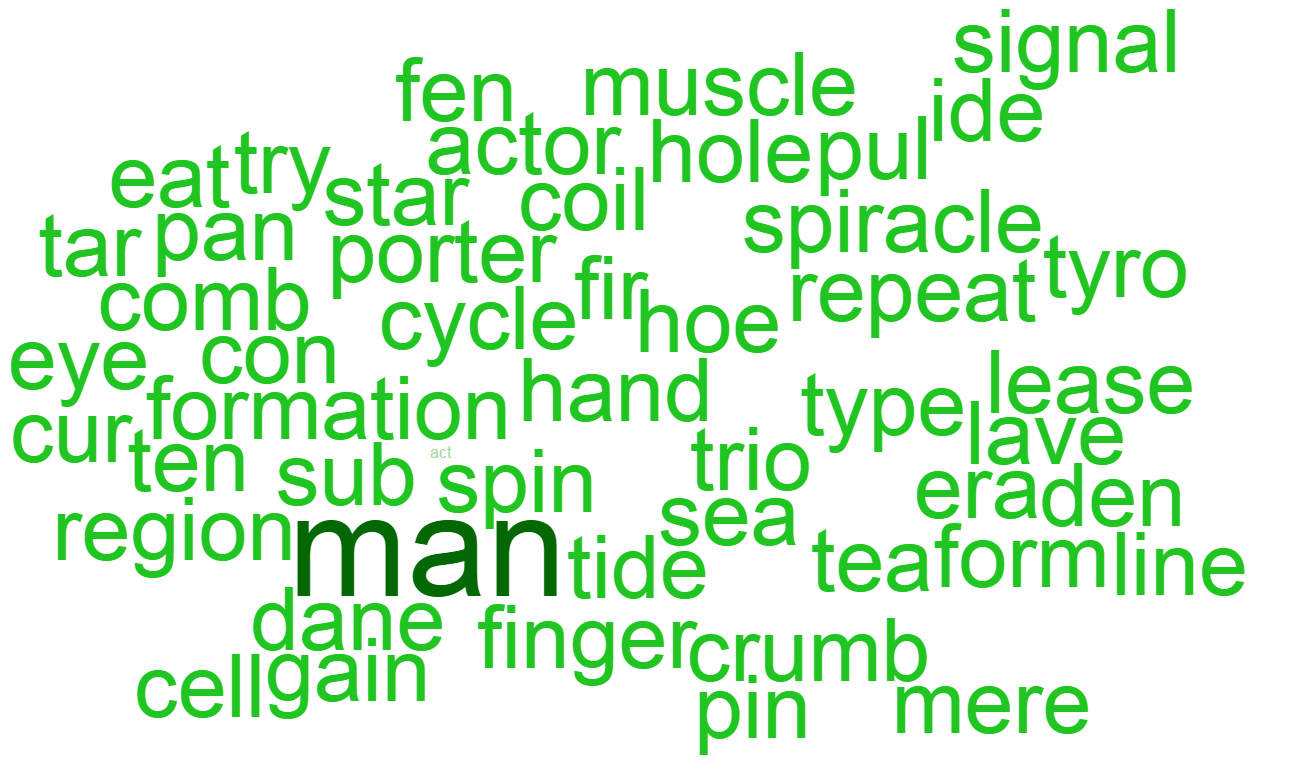 signal
fen muscle ide
actor holepul
eat try star coil
tar pan porter spiracle tyro
comb cycle fir hoe repeat
eye con
formation hand type lease
cur ten sub act spin trio lave
region man sea era den
tide tea form line
dane finger crumb
cell gain pin mere